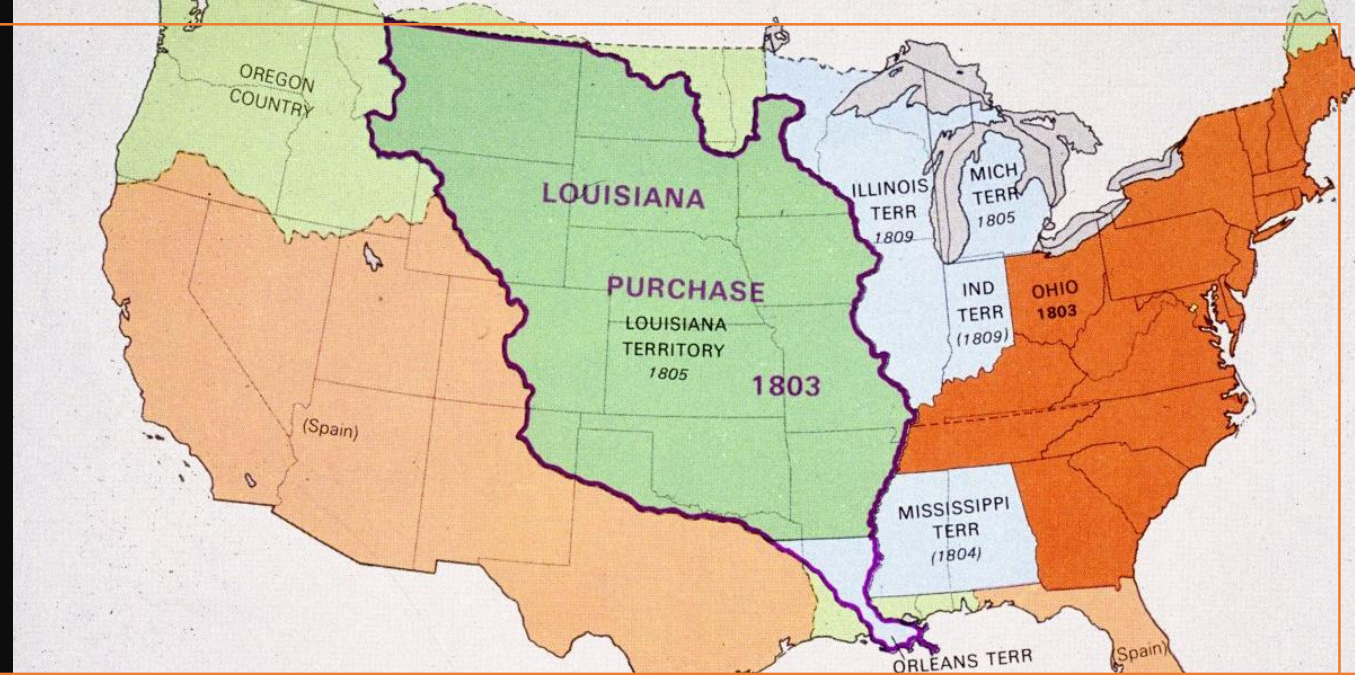 OREGON
COUNTRY
LOUISIANA
PURCHASE
LOUISIANA
TERRITORY
1805
1803
ILLINOIS
TERR
1809
MICH
TERR
1805
IND
TERR
(1809)
OHIO
1803
(Spain)
MISSISSIPPI
TERR
(1804)
ORLEANS TERR
(Spain)